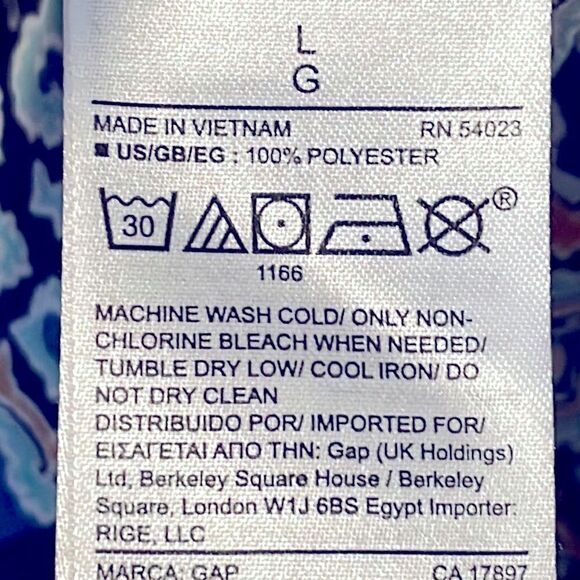 L
G
MADE IN VIETNAM RN 54023
US/GB/EG : 100% POLYESTER
30 ®
1166
MACHINE WASH COLD/ ONLY NON-
CHLORINE BLEACH WHEN NEEDED/
TUMBLE DRY LOW/ COOL IRON/ DO
NOT DRY CLEAN
DISTRIBUIDO POR/ IMPORTED FOR/
ΕΙΣΑΓΕΤΑΙ ΑΠΟ ΤΗΝ: Gap (UK Holdings)
Ltd, Berkeley Square House / Berkeley
Square, London W1J 6BS Egypt Importer:
RIGE, LLC
MARCA: GAP CA 17897